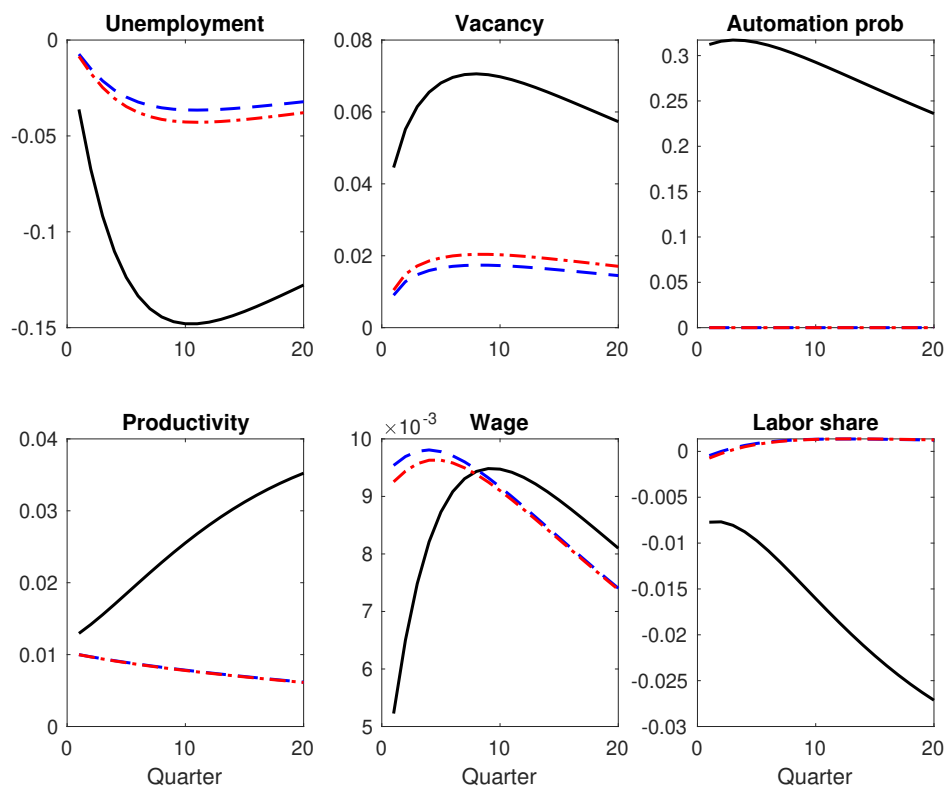 Unemployment
0
-0.05
-0.1
-0.15
0 10 20
Vacancy
0.08
0.06
0.04
0.02
0
0 10 20
Automation prob
0.3
0.25
0.2
0.15
0.1
0.05
0
0 10 20
Productivity
0.04
0.03
0.02
0.01
0
0 10 20
Quarter
Wage
×10⁻³
10
9
8
7
6
5
0 10 20
Quarter
Labor share
0
-0.005
-0.01
-0.015
-0.02
-0.025
-0.03
0 10 20
Quarter